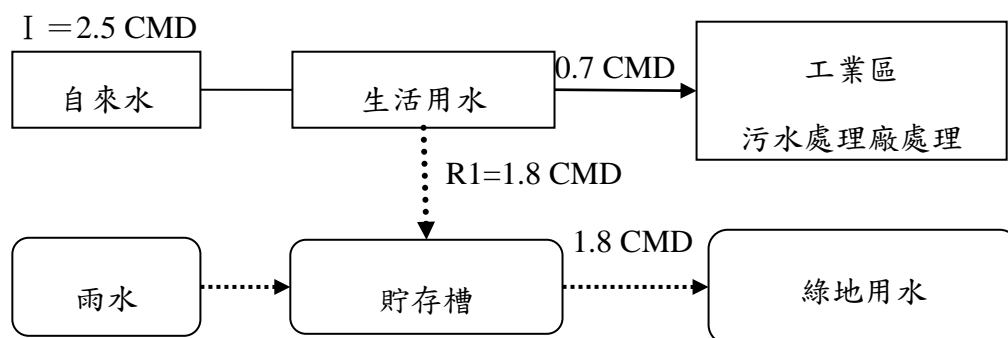 I＝2.5 CMD
自來水
生活用水
0.7 CMD
工業區
污水處理廠處理
R1=1.8 CMD
雨水
貯存槽
1.8 CMD
綠地用水